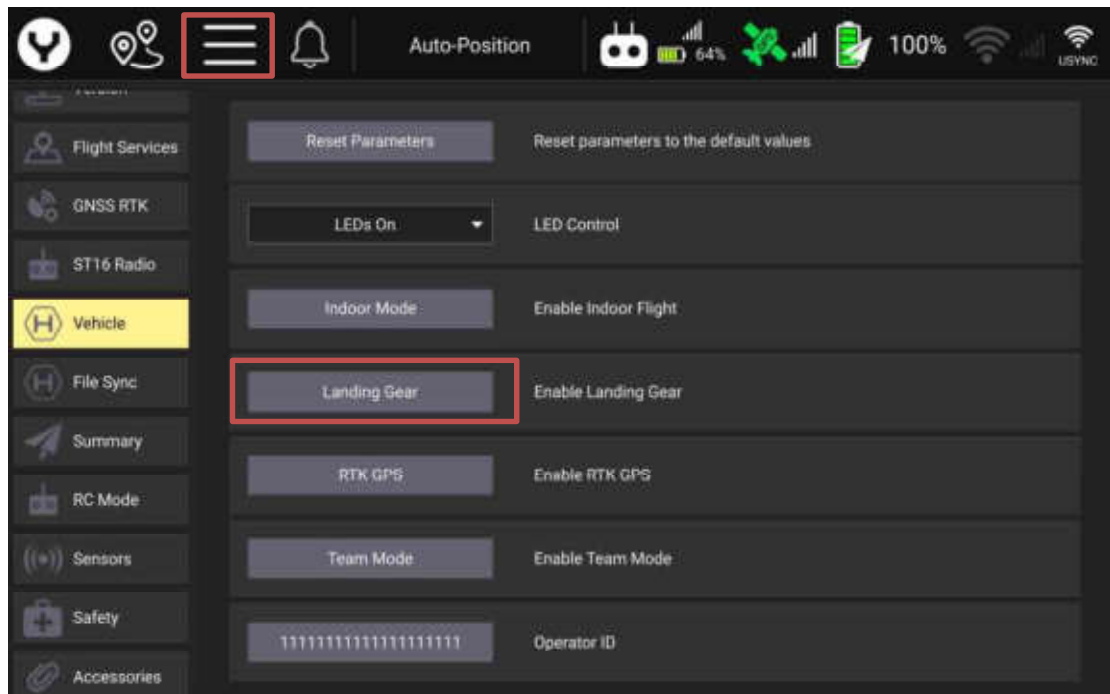 Auto-Position
64%
100%
USYNC
Version
Flight Services
GNSS RTK
ST16 Radio
Vehicle
File Sync
Summary
RC Mode
Sensors
Safety
Accessories
Reset Parameters
Reset parameters to the default values
LEDs On
LED Control
Indoor Mode
Enable Indoor Flight
Landing Gear
Enable Landing Gear
RTK GPS
Enable RTK GPS
Team Mode
Enable Team Mode
Operator ID